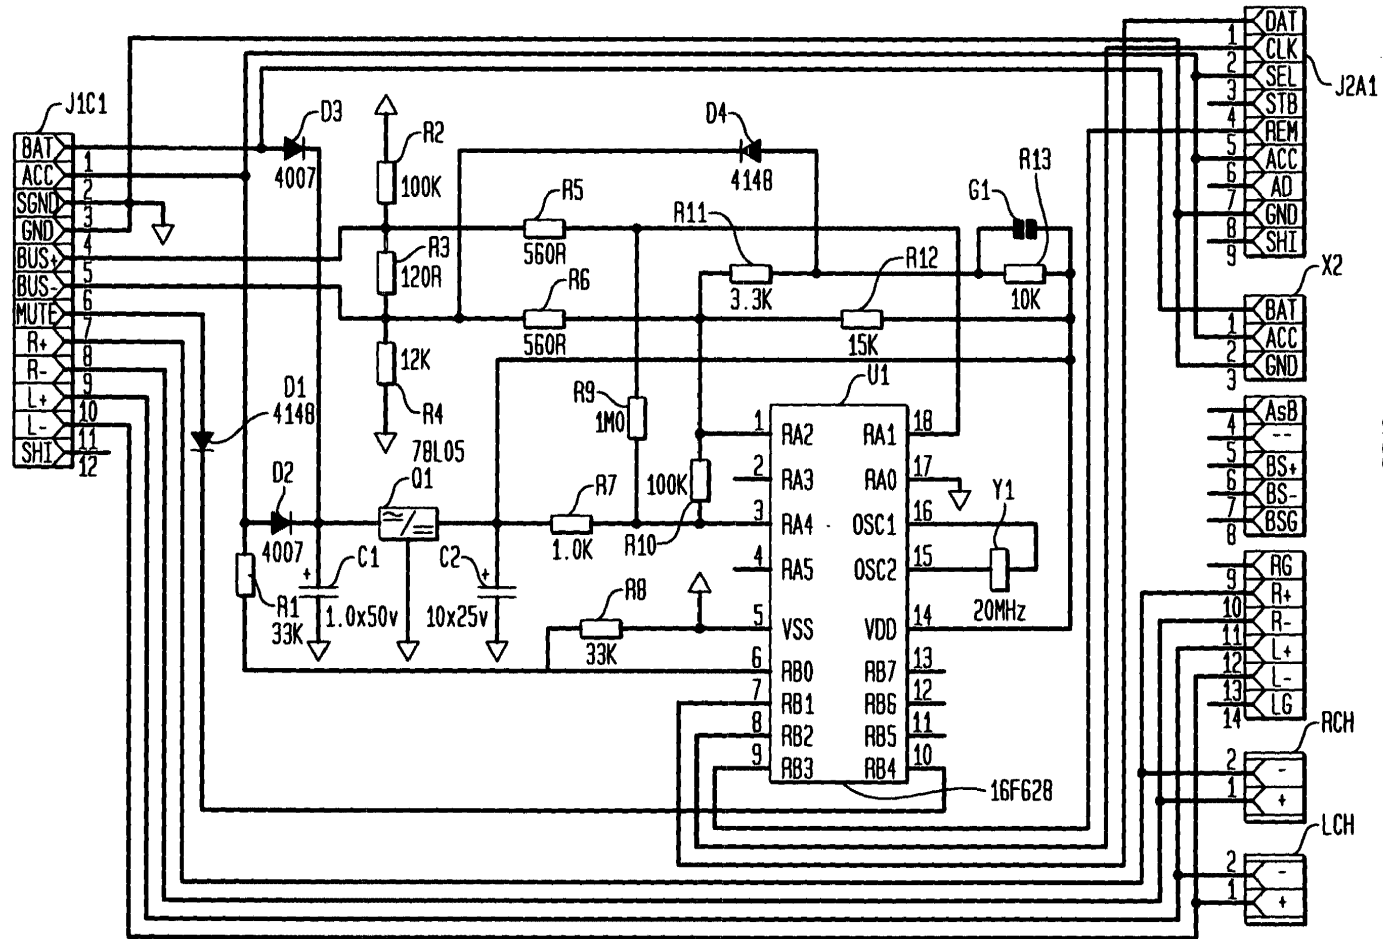 J1C1
BAT 1
ACC 2
SGND 3
GND 4
BUS+ 5
BUS- 6
MUTE 7
R+ 8
R- 9
L+ 10
L- 11
SHI 12
D3
4007
R2
100K
R3
120R
12K
R4
R5
560R
R6
560R
D4
4148
R11
3.3K
R12
15K
G1
R13
10K
D1
4148
D2
4007
R1
33K
C1
+
1.0x50v
78L05
Q1
C2
+
10x25v
R7
1.0K
R9
1M0
100K
R10
R8
33K
U1
1 RA2 RA1 18
2 RA3 RA0 17
3 RA4 OSC1 16
4 RA5 OSC2 15
5 VSS VDD 14
6 RB0 RB7 13
7 RB1 RB6 12
8 RB2 RB5 11
9 RB3 RB4 10
16F628
Y1
20MHz
J2A1
DAT
1 CLK
2 SEL
3 STB
4 REM
5 ACC
6 AD
7 GND
8 SHI
9
X2
BAT
1 ACC
2 GND
3
AsB
4 --
5 BS+
6 BS-
7 BSG
8
RG
9 R+
10 R-
11 L+
12 L-
13 LG
14
RCH
2 -
1 +
LCH
2 -
1 +